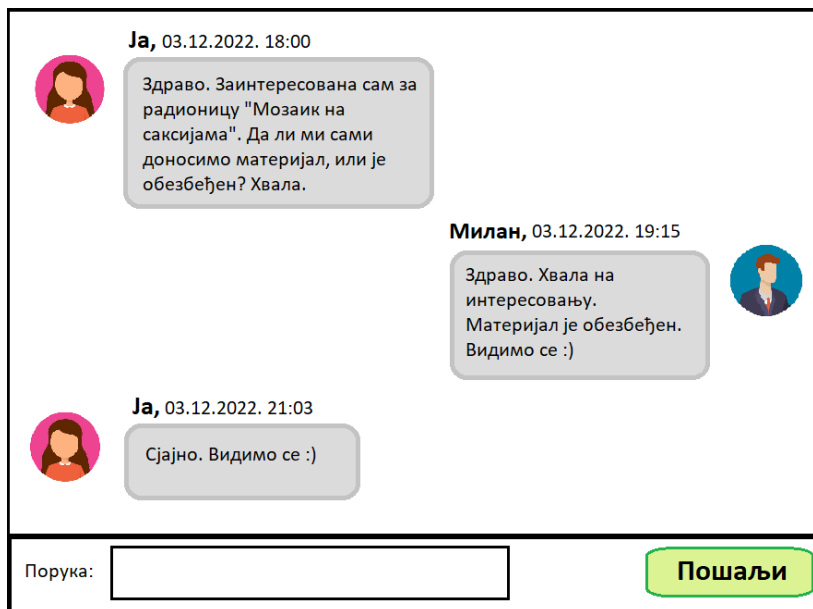 Ја, 03.12.2022. 18:00
Здраво. Заинтересована сам за
радионицу "Мозаик на
саксијама". Да ли ми сами
доносимо материјал, или је
обезбеђен? Хвала.
Милан, 03.12.2022. 19:15
Здраво. Хвала на
интересовању.
Материјал је обезбеђен.
Видимо се :)
Ја, 03.12.2022. 21:03
Сјајно. Видимо се :)
Порука:
Пошаљи